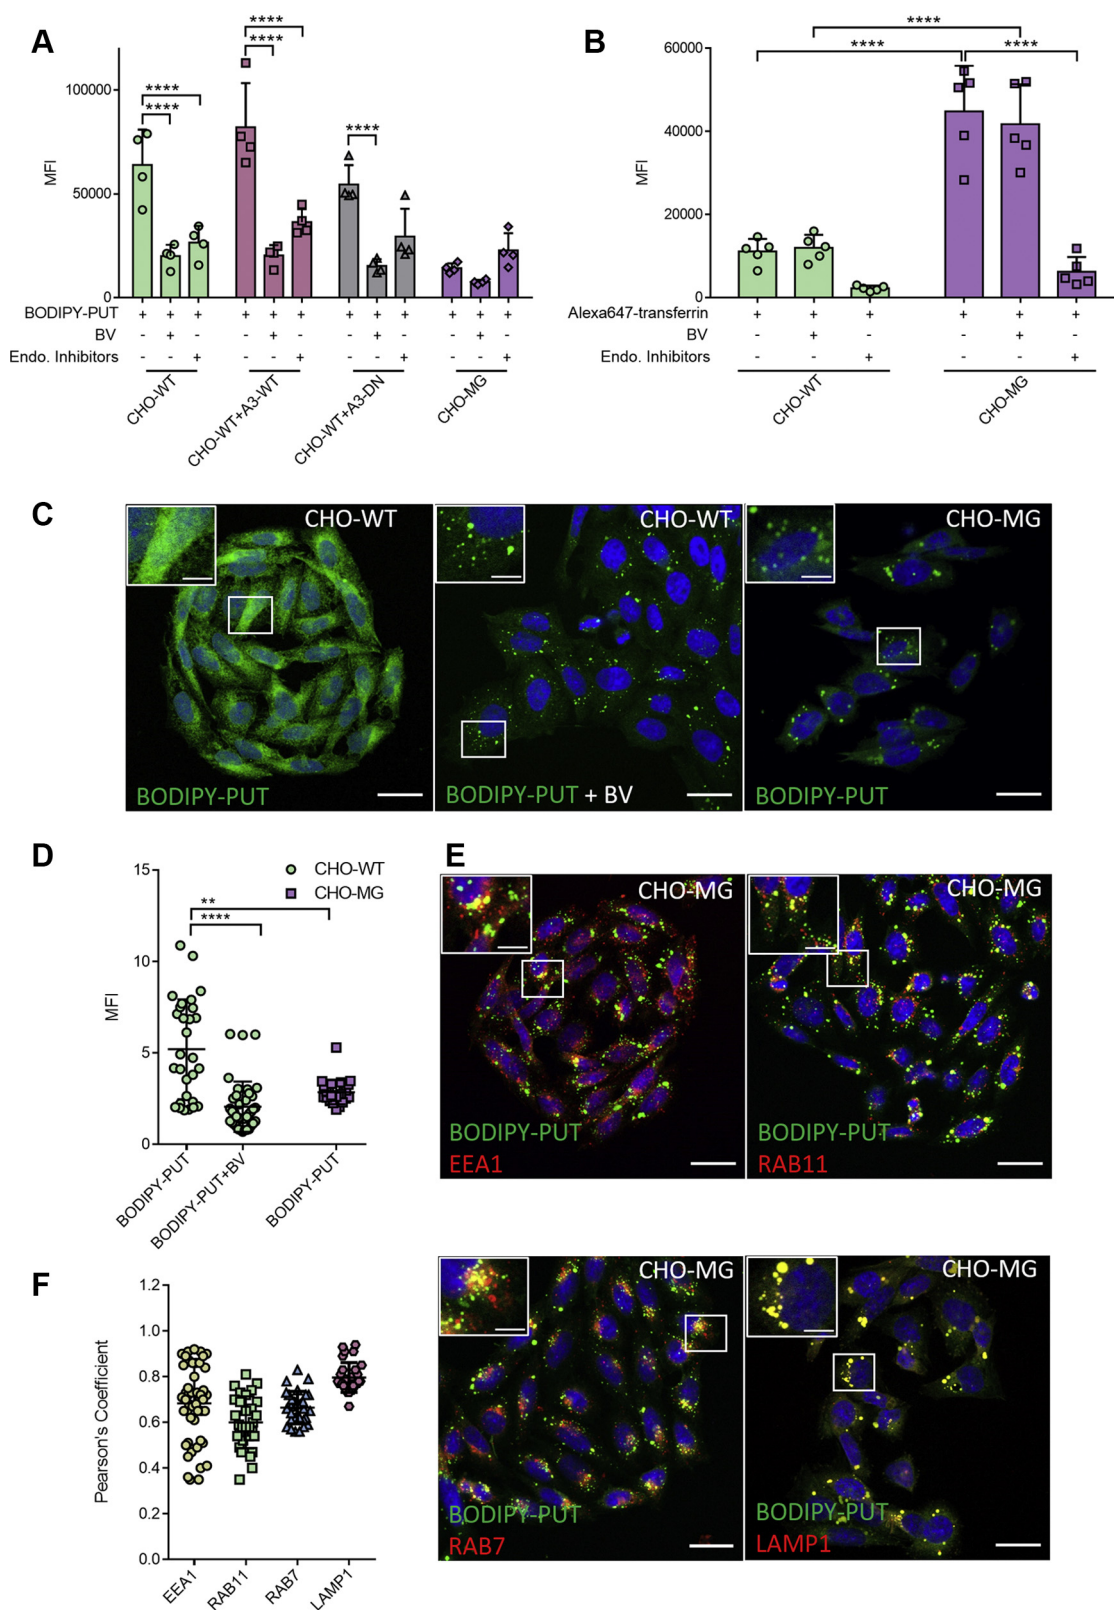 A
B
****
****
****
****
100000
****
****
50000
0
MFI
BODIPY-PUT + + + + + + + + + + + +
BV - + - - + - - + - - + -
Endo. Inhibitors - - + - - + - - + - - +
CHO-WT
CHO-WT+A3-WT
CHO-WT+A3-DN
CHO-MG
****
60000
**** ****
40000
20000
0
MFI
Alexa647-transferrin + + + + + +
BV - + - - + -
Endo. Inhibitors - - + - - +
CHO-WT
CHO-MG
C
CHO-WT
BODIPY-PUT
CHO-WT
BODIPY-PUT + BV
CHO-MG
BODIPY-PUT
D
15
CHO-WT
CHO-MG
**
****
10
5
0
MFI
BODIPY-PUT
BODIPY-PUT+BV
BODIPY-PUT
E
CHO-MG
BODIPY-PUT
EEA1
CHO-MG
BODIPY-PUT
RAB11
CHO-MG
BODIPY-PUT
RAB7
CHO-MG
BODIPY-PUT
LAMP1
F
1.2
1.0
0.8
0.6
0.4
0.2
0.0
Pearson's Coefficient
EEA1
RAB11
RAB7
LAMP1